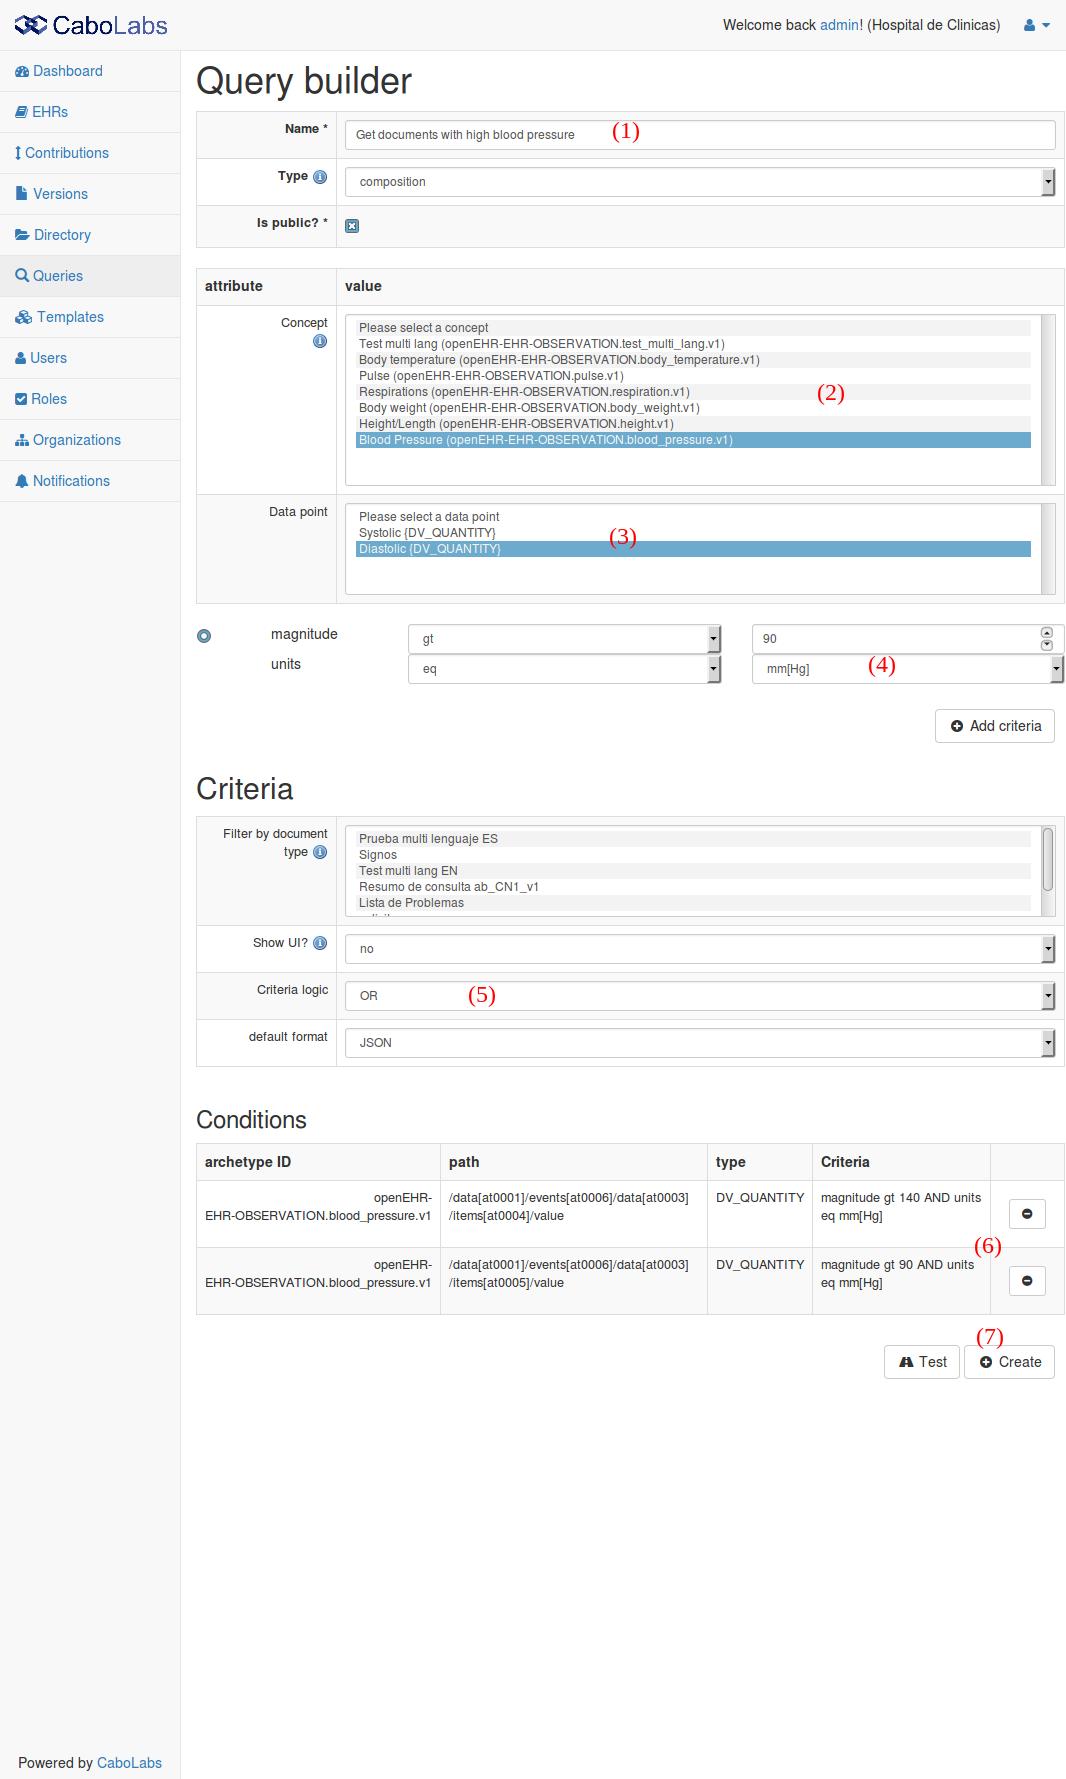 CaboLabs
Welcome back admin! (Hospital de Clinicas)
Dashboard
EHRs
Contributions
Versions
Directory
Queries
Templates
Users
Roles
Organizations
Notifications
Query builder
Name *
Get documents with high blood pressure
(1)
Type
composition
Is public? *
attribute
value
Concept
Please select a concept
Test multi lang (openEHR-EHR-OBSERVATION.test_multi_lang.v1)
Body temperature (openEHR-EHR-OBSERVATION.body_temperature.v1)
Pulse (openEHR-EHR-OBSERVATION.pulse.v1)
Respirations (openEHR-EHR-OBSERVATION.respiration.v1)
(2)
Body weight (openEHR-EHR-OBSERVATION.body_weight.v1)
Height/Length (openEHR-EHR-OBSERVATION.height.v1)
Blood Pressure (openEHR-EHR-OBSERVATION.blood_pressure.v1)
Data point
Please select a data point
Systolic {DV_QUANTITY}
(3)
Diastolic {DV_QUANTITY}
magnitude
gt
90
units
eq
mm[Hg]
(4)
Add criteria
Criteria
Filter by document
type
Prueba multi lenguaje ES
Signos
Test multi lang EN
Resumo de consulta ab_CN1_v1
Lista de Problemas
Show UI?
no
Criteria logic
OR
(5)
default format
JSON
Conditions
archetype ID
path
type
Criteria
openEHR-
EHR-OBSERVATION.blood_pressure.v1
/data[at0001]/events[at0006]/data[at0003]
/items[at0004]/value
DV_QUANTITY
magnitude gt 140 AND units
eq mm[Hg]
(6)
openEHR-
EHR-OBSERVATION.blood_pressure.v1
/data[at0001]/events[at0006]/data[at0003]
/items[at0005]/value
DV_QUANTITY
magnitude gt 90 AND units
eq mm[Hg]
(7)
Test
Create
Powered by CaboLabs